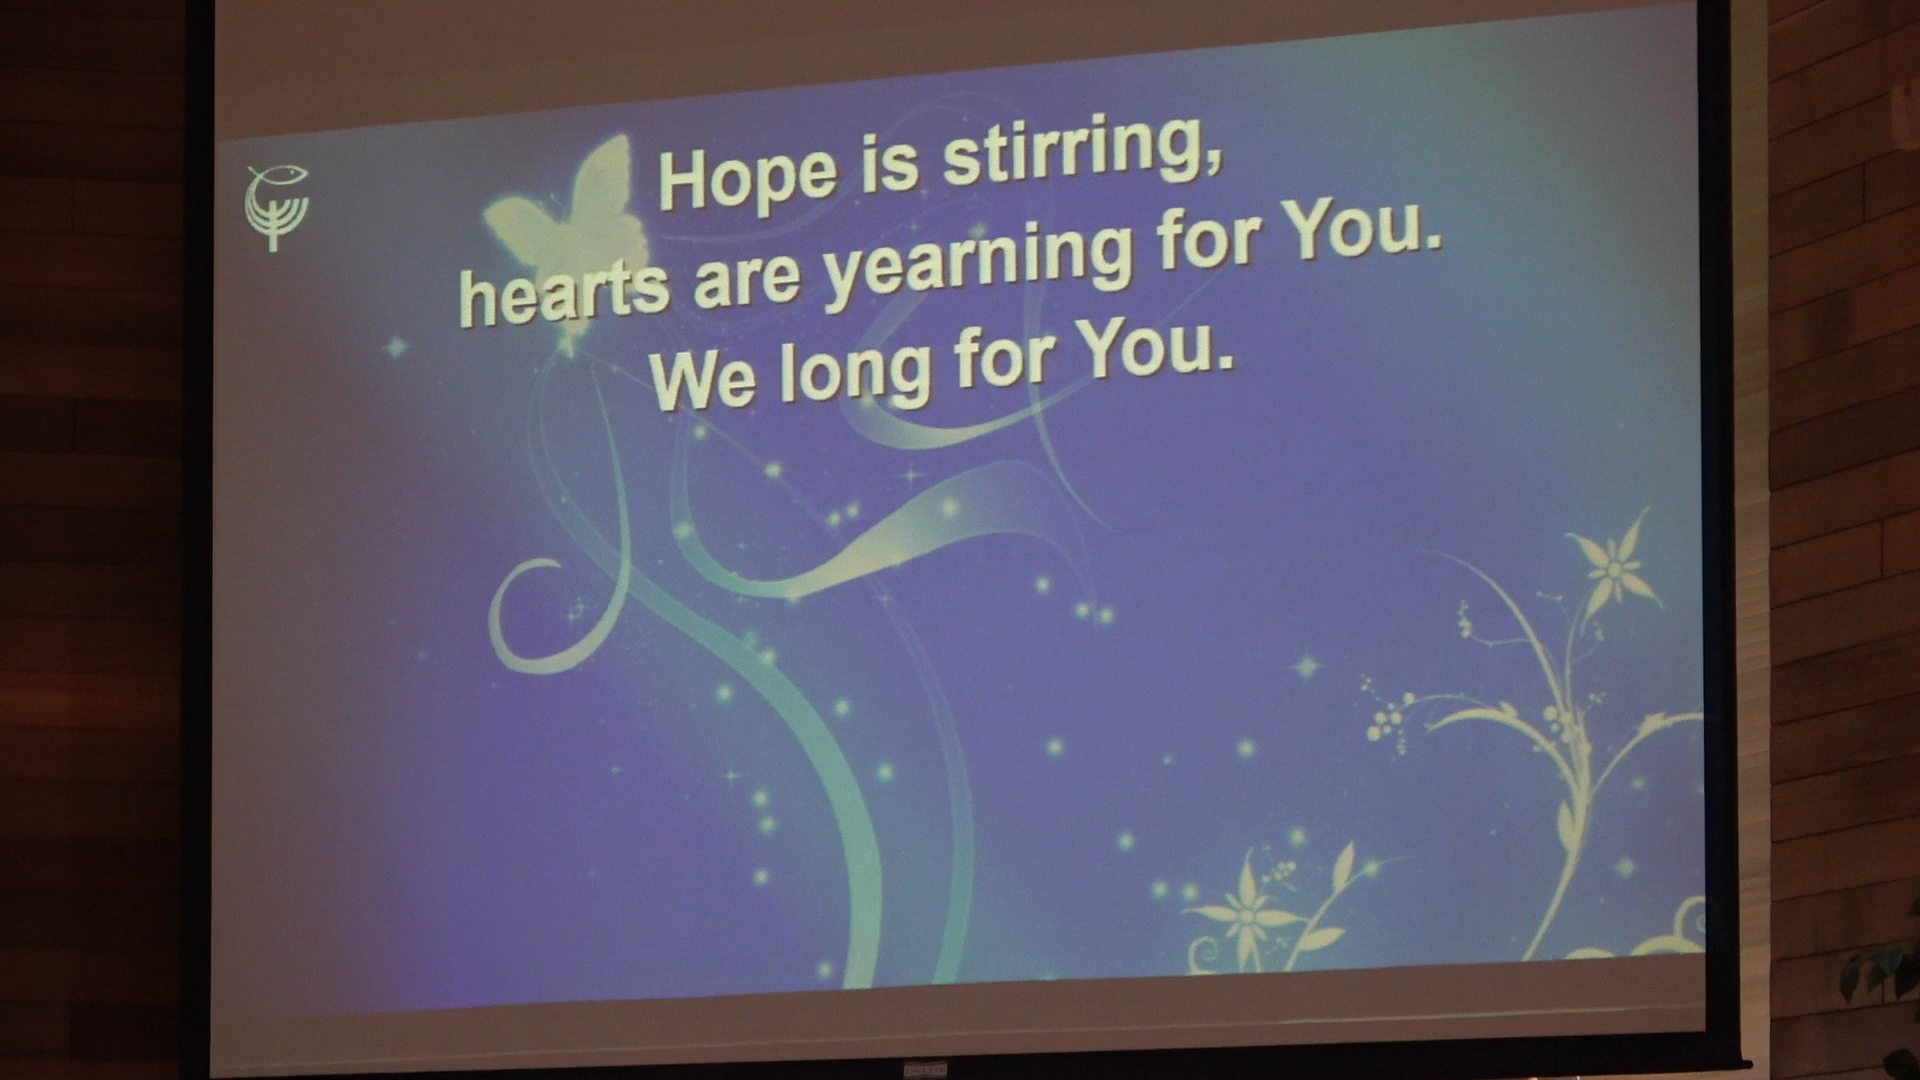 Hope is stirring,
hearts are yearning for You.
We long for You.